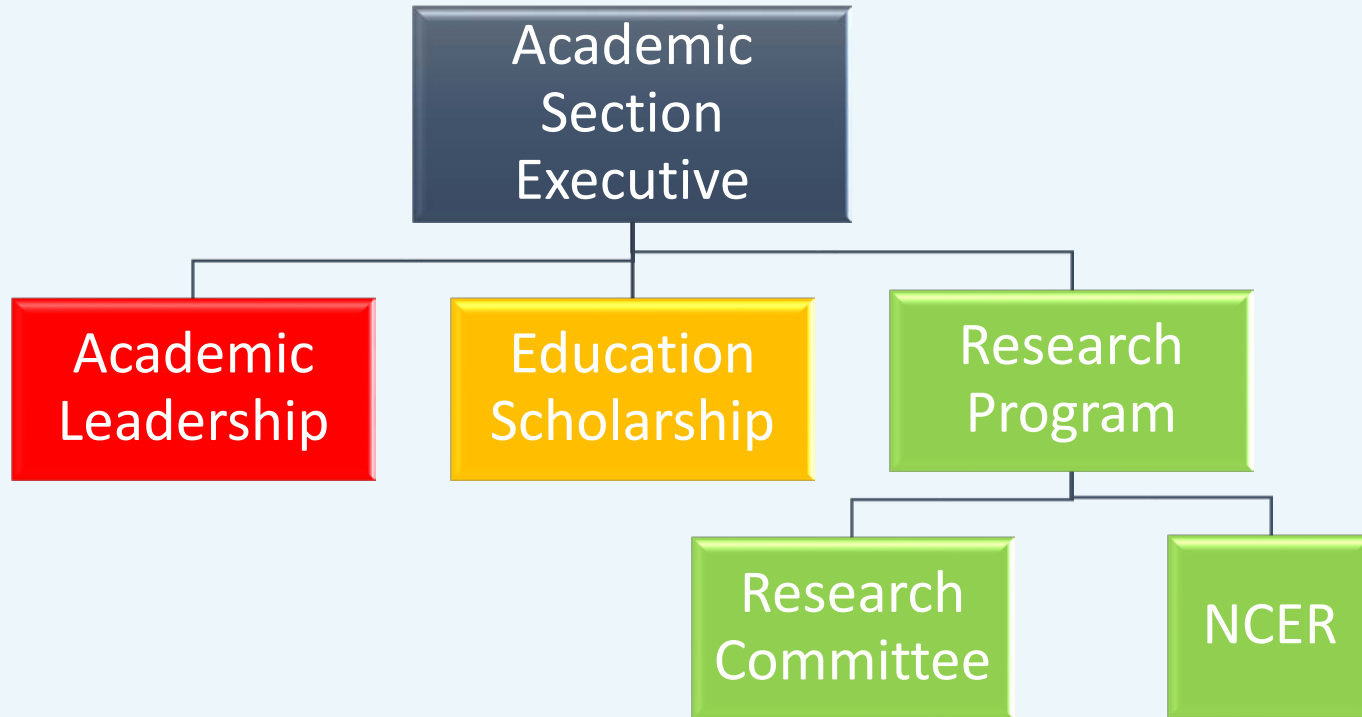 Academic
Section
Executive
Academic
Leadership
Education
Scholarship
Research
Program
Research
Committee
NCER